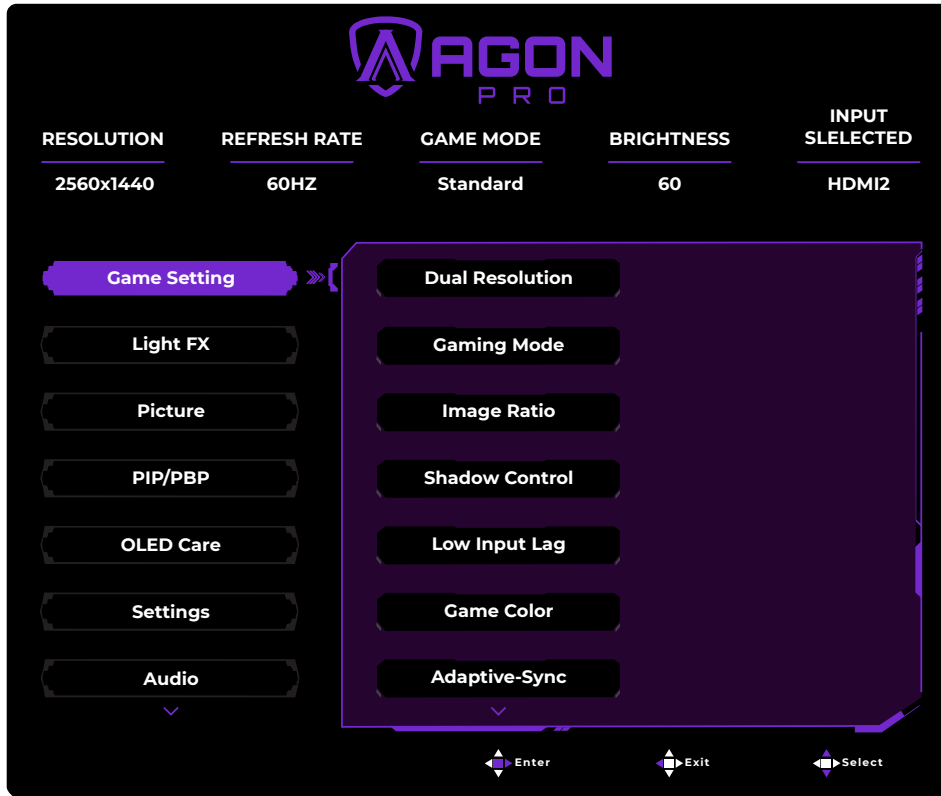 AGON
PRO
RESOLUTION
REFRESH RATE
GAME MODE
BRIGHTNESS
INPUT
SLELECTED
2560x1440
60HZ
Standard
60
HDMI2
Game Setting
Light FX
Picture
PIP/PBP
OLED Care
Settings
Audio
Dual Resolution
Gaming Mode
Image Ratio
Shadow Control
Low Input Lag
Game Color
Adaptive-Sync
Enter
Exit
Select